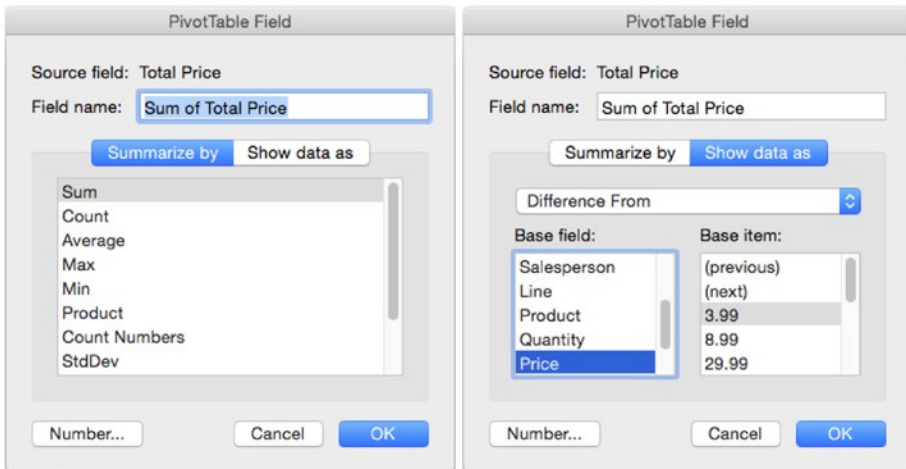 PivotTable Field
Source field: Total Price
Field name: Sum of Total Price
Summarize by Show data as
Sum
Count
Average
Max
Min
Product
Count Numbers
StdDev
Number... Cancel OK
PivotTable Field
Source field: Total Price
Field name: Sum of Total Price
Summarize by Show data as
Difference From
Base field: Base item:
Salesperson (previous)
Line (next)
Product 3.99
Quantity 8.99
Price 29.99
Number... Cancel OK